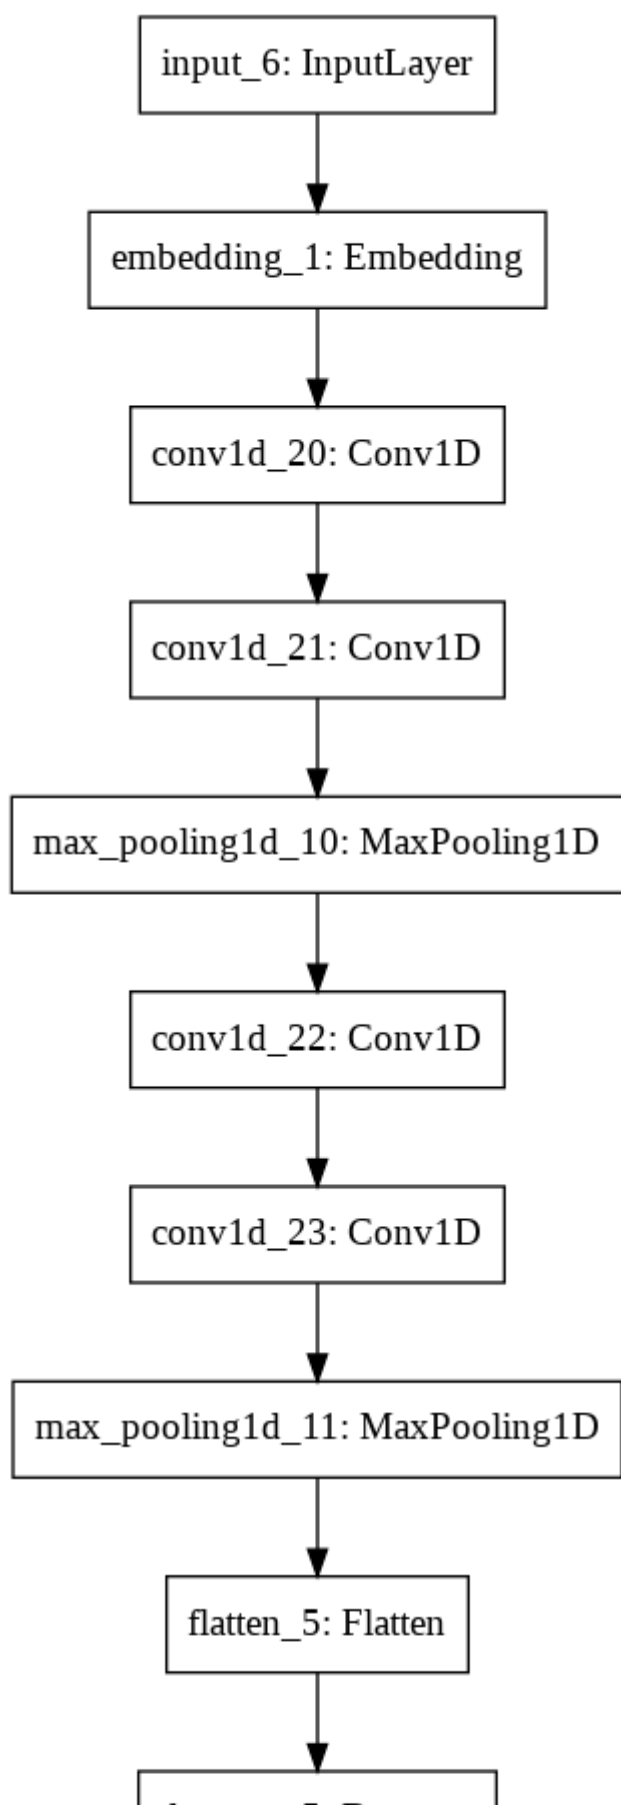 input_6: InputLayer
embedding_1: Embedding
conv1d_20: Conv1D
conv1d_21: Conv1D
max_pooling1d_10: MaxPooling1D
conv1d_22: Conv1D
conv1d_23: Conv1D
max_pooling1d_11: MaxPooling1D
flatten_5: Flatten